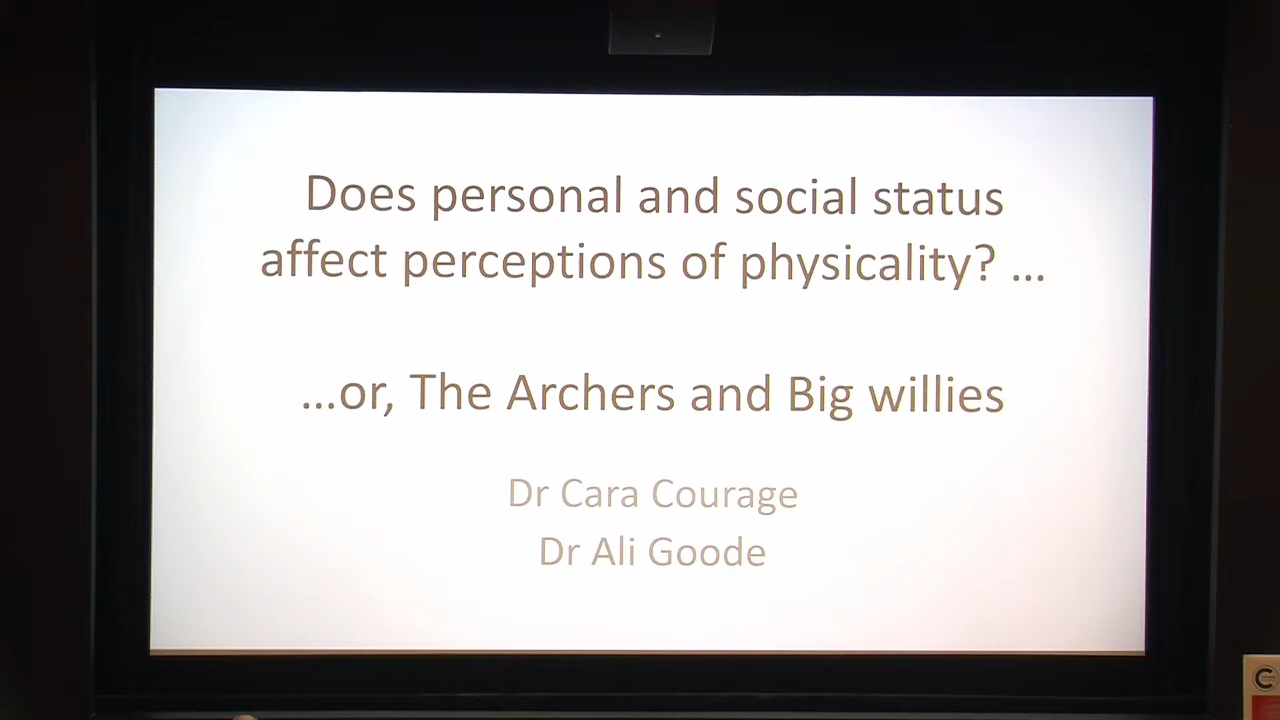 Does personal and social status
affect perceptions of physicality? ...
...or, The Archers and Big willies
Dr Cara Courage
Dr Ali Goode